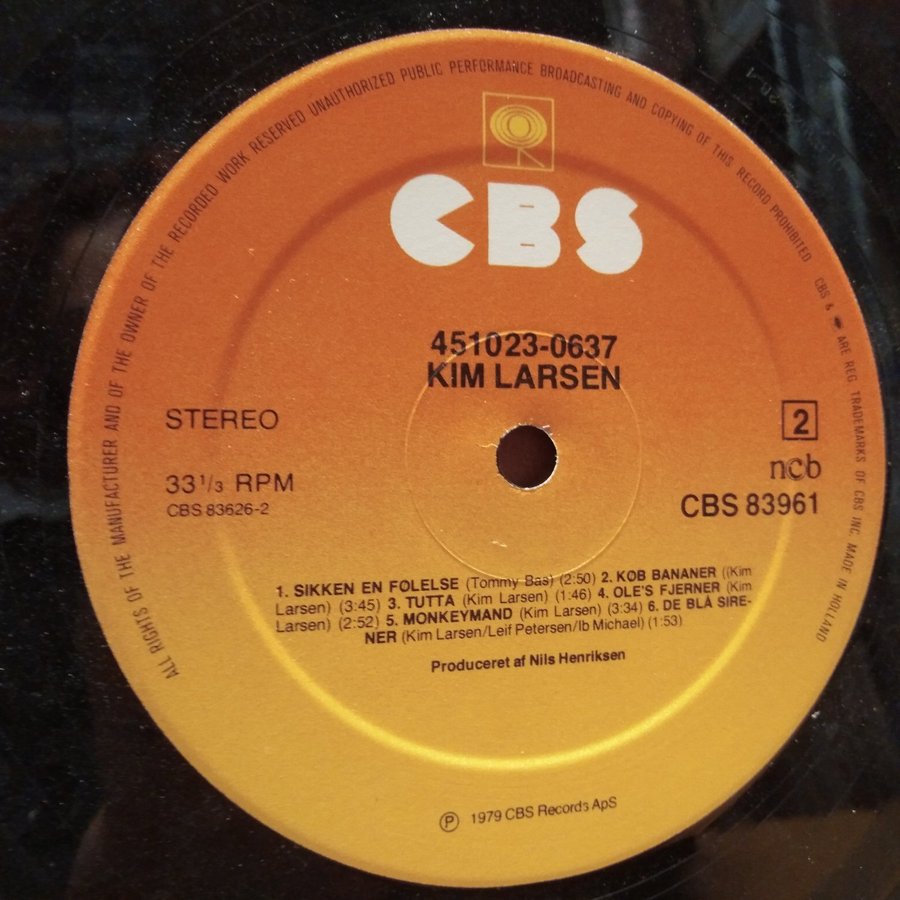 ALL RIGHTS OF THE MANUFACTURER AND OF THE OWNER OF THE RECORDED WORK RESERVED UNAUTHORIZED PUBLIC PERFORMANCE BROADCASTING AND COPYING OF THIS RECORD PROHIBITED CBS & ARE REG. TRADEMARKS OF CBS INC. MADE IN HOLLAND
CBS
451023-0637
KIM LARSEN
STEREO
2
33 1/3 RPM
ncb
CBS 83626-2
CBS 83961
1. SIKKEN EN FØLELSE (Tommy Bas) (2:50) 2. KØB BANANER ((Kim
Larsen) (3:45) 3. TUTTA (Kim Larsen) (1:46) 4. OLE'S FJERNER (Kim
Larsen) (2:52) 5. MONKEYMAND (Kim Larsen) (3:34) 6. DE BLÅ SIRE-
NER (Kim Larsen/Leif Petersen/Ib Michael) (1:53)
Produceret af Nils Henriksen
Ⓟ 1979 CBS Records ApS